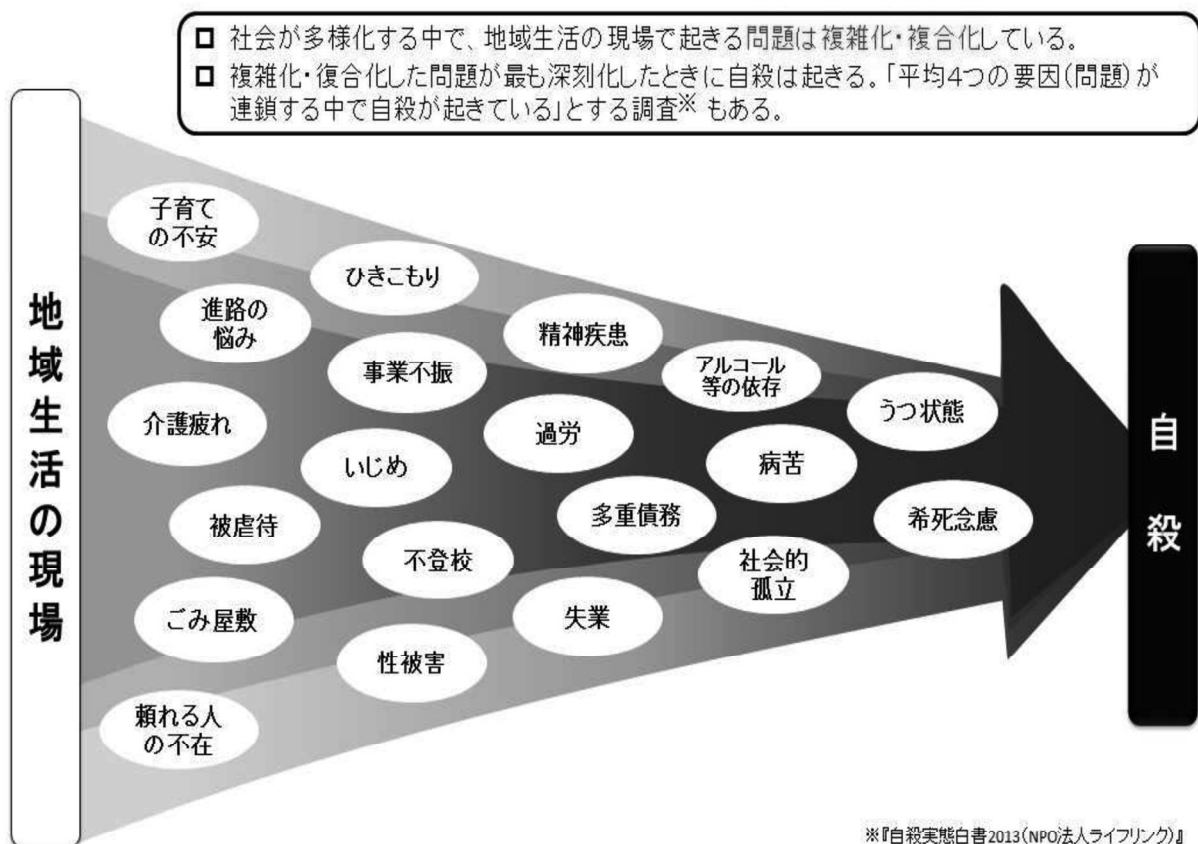 □ 社会が多様化する中で、地域生活の現場で起きる問題は複雑化・複合化している。
□ 複雑化・復合化した問題が最も深刻化したときに自殺は起きる。「平均4つの要因(問題)が
連鎖する中で自殺が起きている」とする調査※ もある。
地域生活の現場
子育て
の不安
ひきこもり
進路の
悩み
精神疾患
事業不振
アルコール
等の依存
うつ状態
介護疲れ
過労
いじめ
病苦
被虐待
多重債務
希死念慮
不登校
社会的
孤立
ごみ屋敷
失業
性被害
頼れる人
の不在
自殺
※『自殺実態白書2013(NPO法人ライフリンク)』